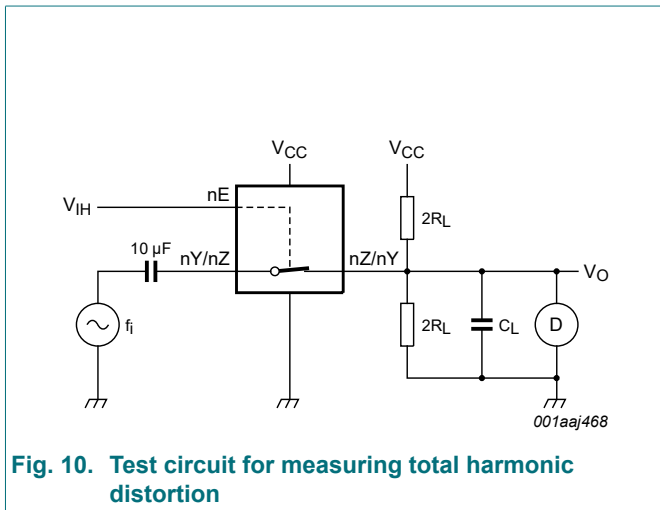 VCC
VCC
nE
VIH
2RL
10 µF
nY/nZ
nZ/nY
VO
fi
2RL
CL
D
001aaj468
Fig. 10. Test circuit for measuring total harmonic
distortion